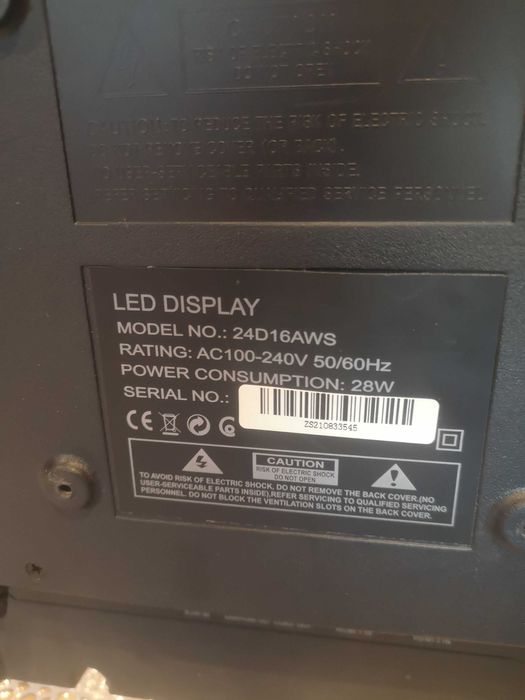 CAUTION
RISK OF ELECTRIC SHOCK
DO NOT OPEN
CAUTION: TO REDUCE THE RISK OF ELECTRIC SHOCK,
DO NOT REMOVE COVER (OR BACK).
NO USER-SERVICEABLE PARTS INSIDE.
REFER SERVICING TO QUALIFIED SERVICE PERSONNEL
LED DISPLAY
MODEL NO.: 24D16AWS
RATING: AC100-240V 50/60Hz
POWER CONSUMPTION: 28W
SERIAL NO.:
ZS210833545
CE
CAUTION
RISK OF ELECTRIC SHOCK
DO NOT OPEN
TO AVOID RISK OF ELECTRIC SHOCK, DO NOT REMOVE THE BACK COVER.(NO
USER-SERVICEABLE PARTS INSIDE),REFER SERVICING TO QUALIFIED SERVICING
PERSONNEL. DO NOT BLOCK THE VENTILATION SLOTS ON THE BACK COVER.